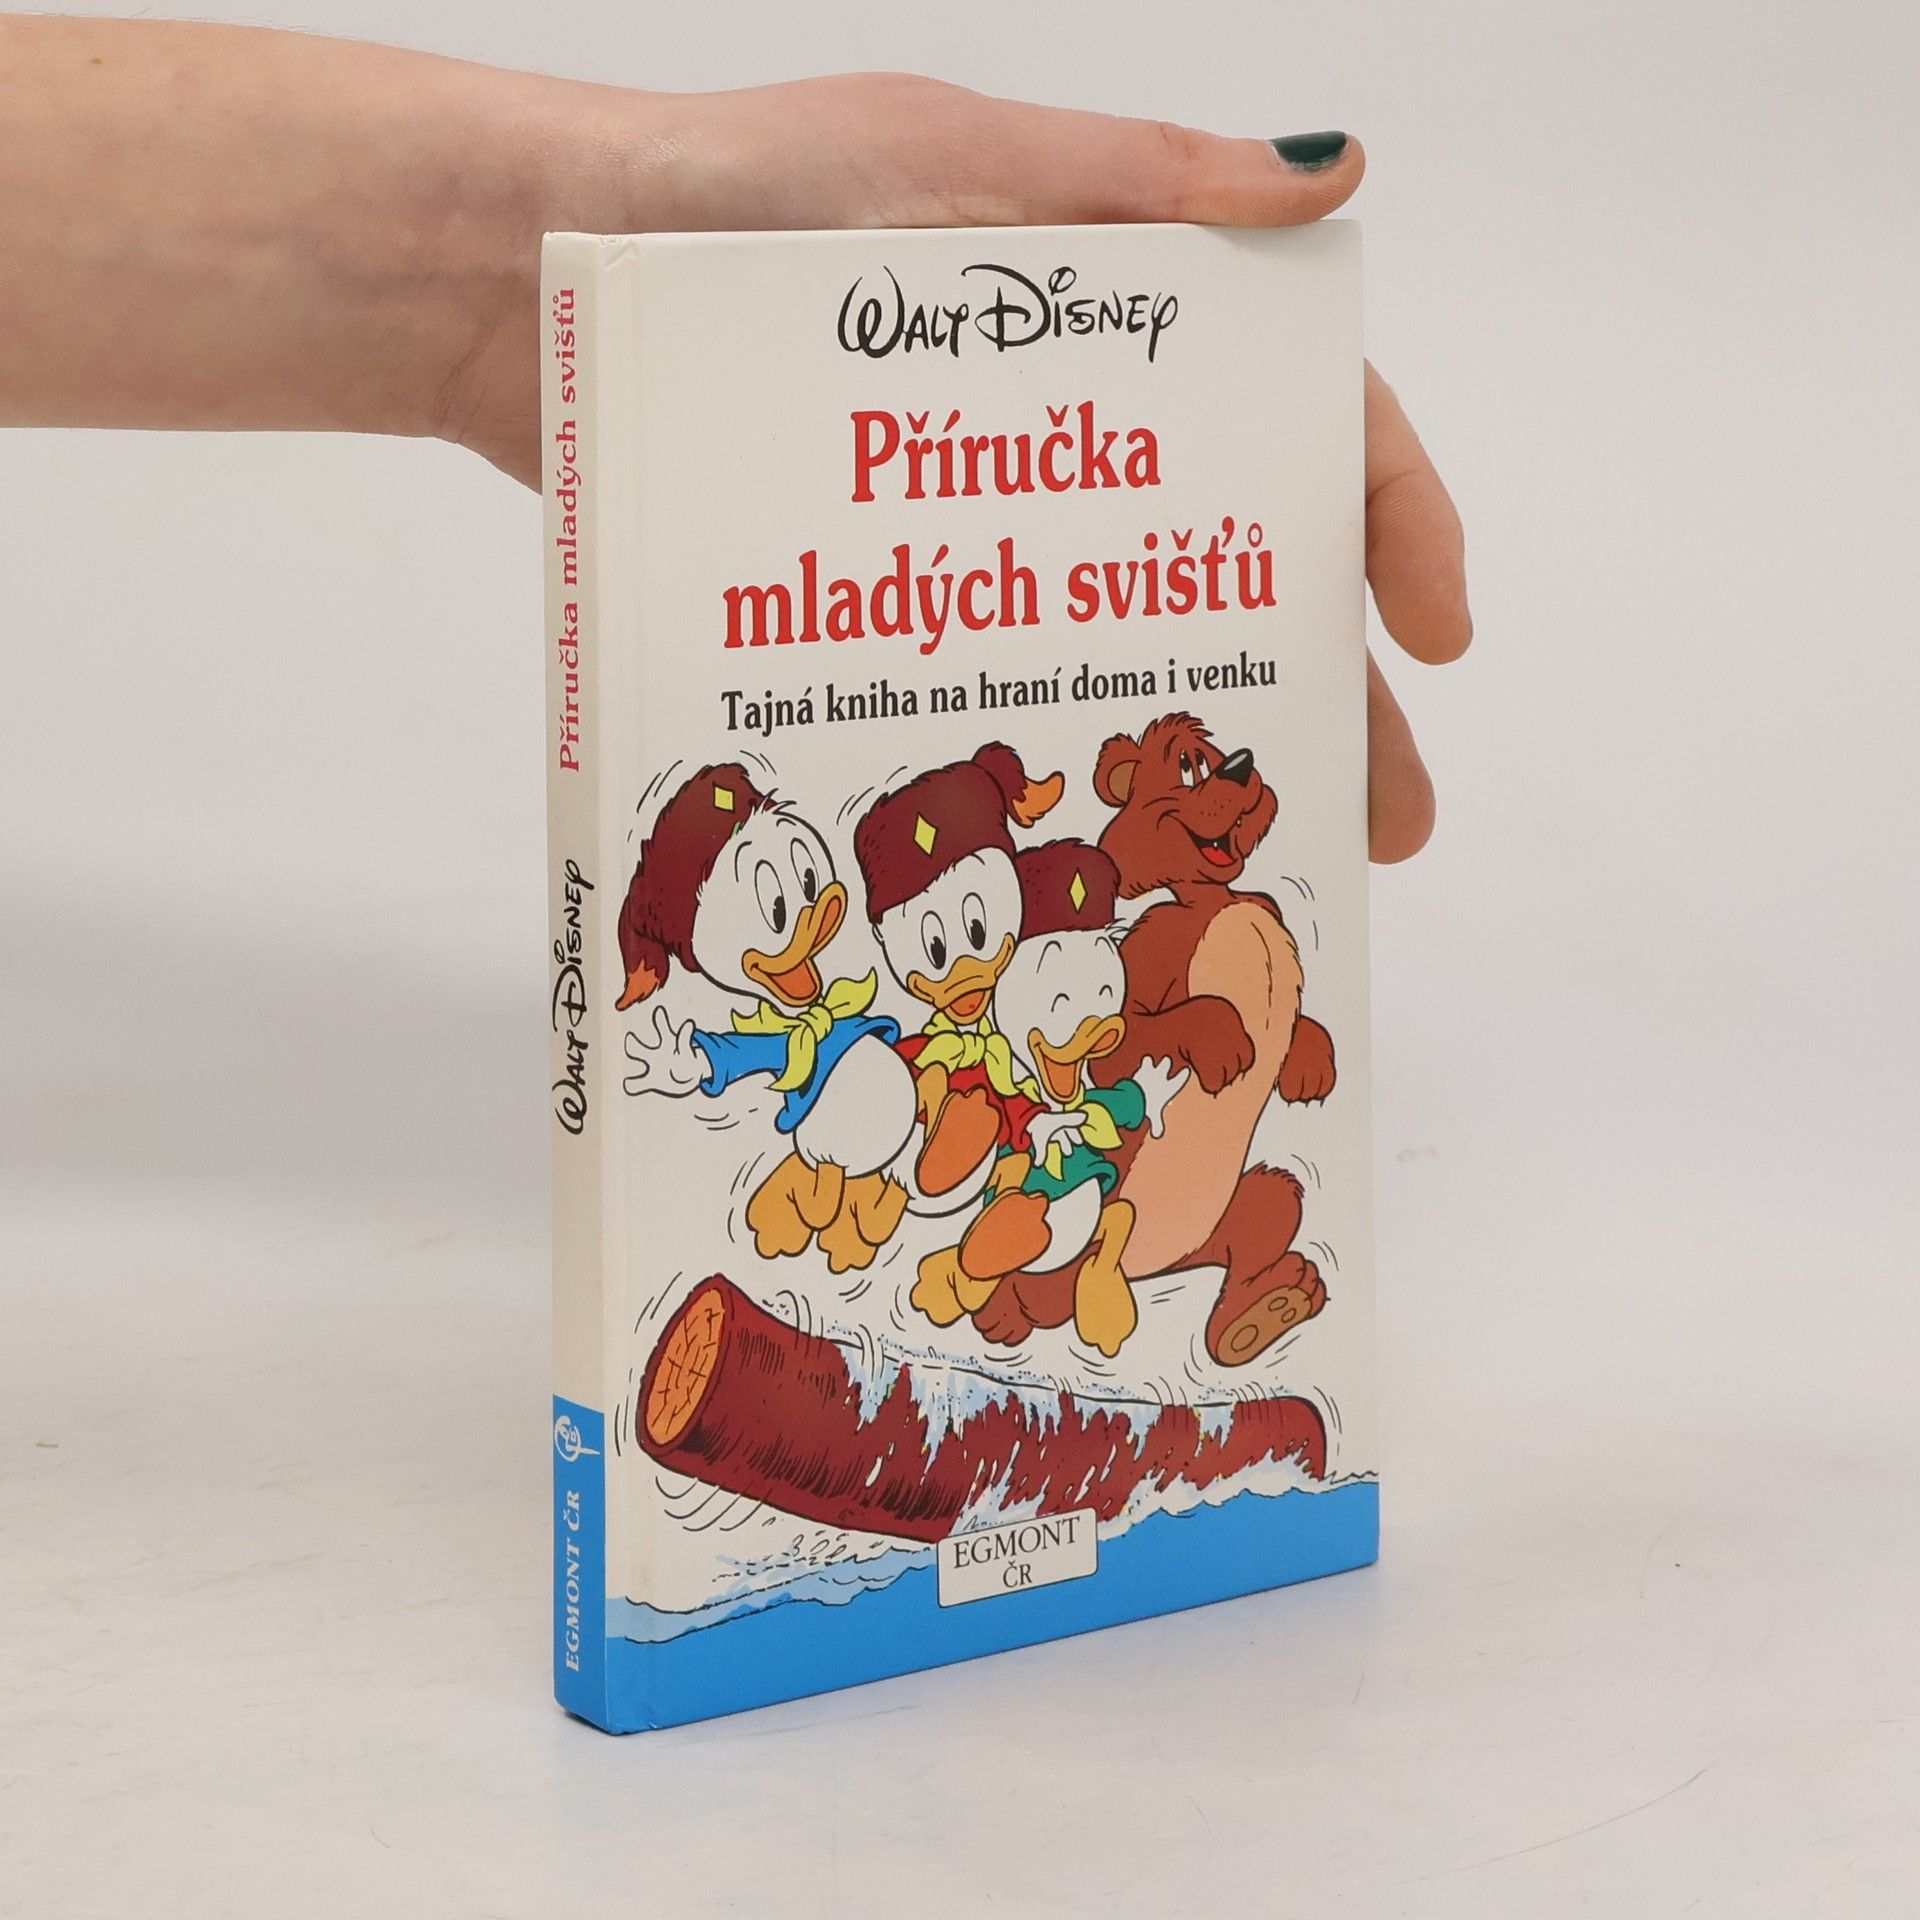 WALT DISNEY
Příručka
mladých svišťů
Tajná kniha na hraní doma i venku
EGMONT
ČR
Příručka mladých svišťů
WALT DISNEY
EGMONT ČR